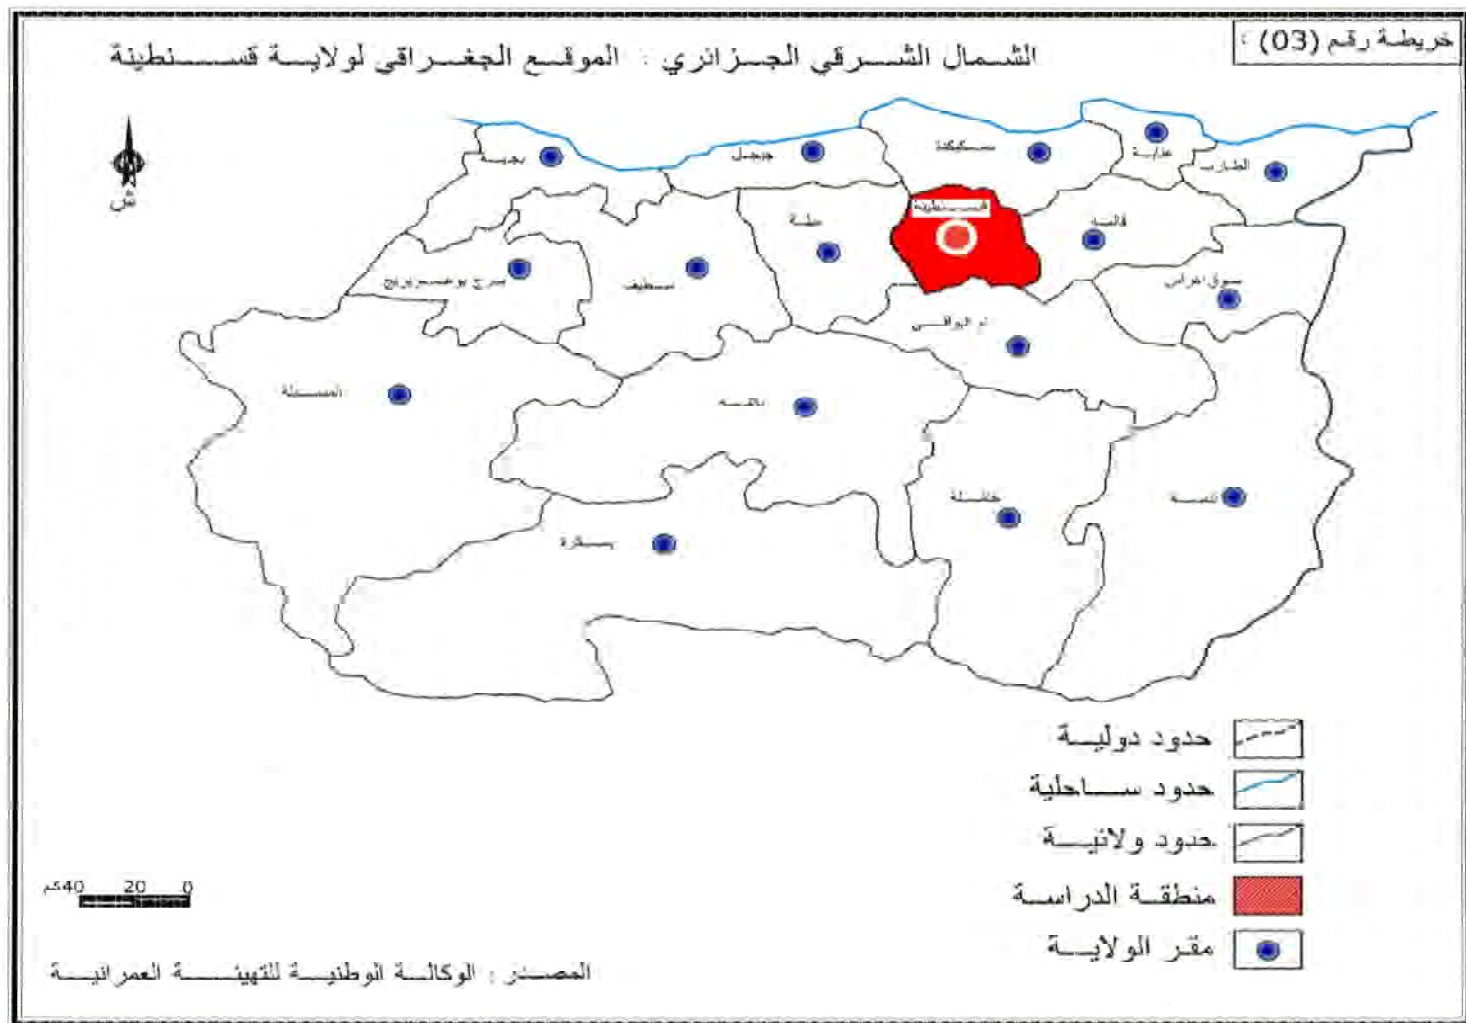 خريطة رقم (03) :
الشمال الشرقي الجزائري : الموقع الجغرافي لولاية قسنطينة
ش
بجية
جيجل
سكيكدة
عنابة
الطارف
قسنطينة
قالمة
ميلة
سطيف
برج بوعريريج
سوق اهراس
ام البواقي
المسيلة
باتنة
خنشلة
تبسة
بسكرة
حدود دولية
حدود ساحلية
حدود ولائية
منطقة الدراسة
مقر الولاية
0 20 40كم
المصدر : الوكالة الوطنية للتهيئة العمرانية